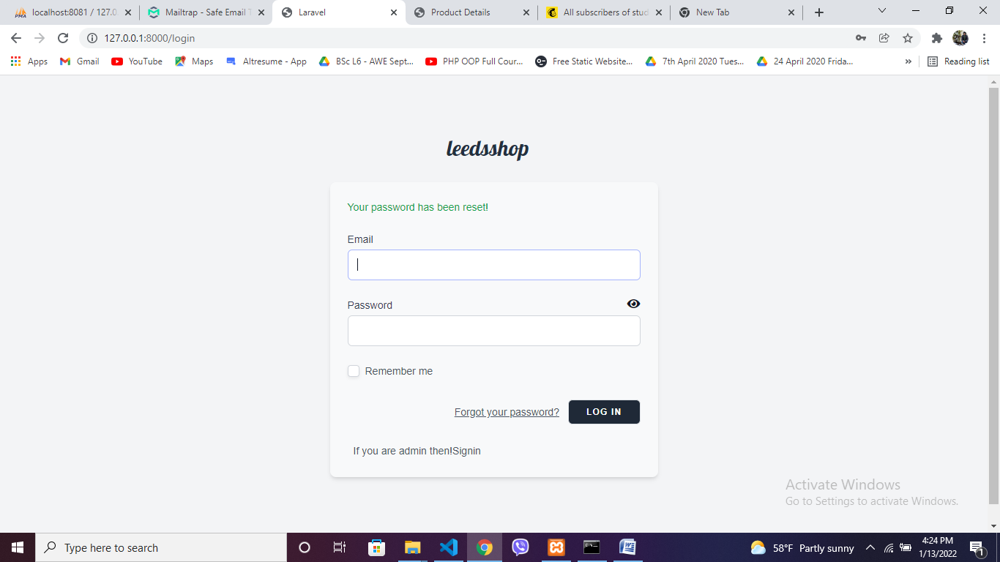 localhost:8081 / 127.0.
Mailtrap - Safe Email T
Laravel
Product Details
All subscribers of stud
New Tab
127.0.0.1:8000/login
Apps
Gmail
YouTube
Maps
Altresume - App
BSc L6 - AWE Sept...
PHP OOP Full Cour...
Free Static Website...
7th April 2020 Tues...
24 April 2020 Frida...
»
Reading list
leedsshop
Your password has been reset!
Email
Password
Remember me
Forgot your password?
LOG IN
If you are admin then!Signin
Activate Windows
Go to Settings to activate Windows.
Type here to search
58°F Partly sunny
4:24 PM
1/13/2022
1